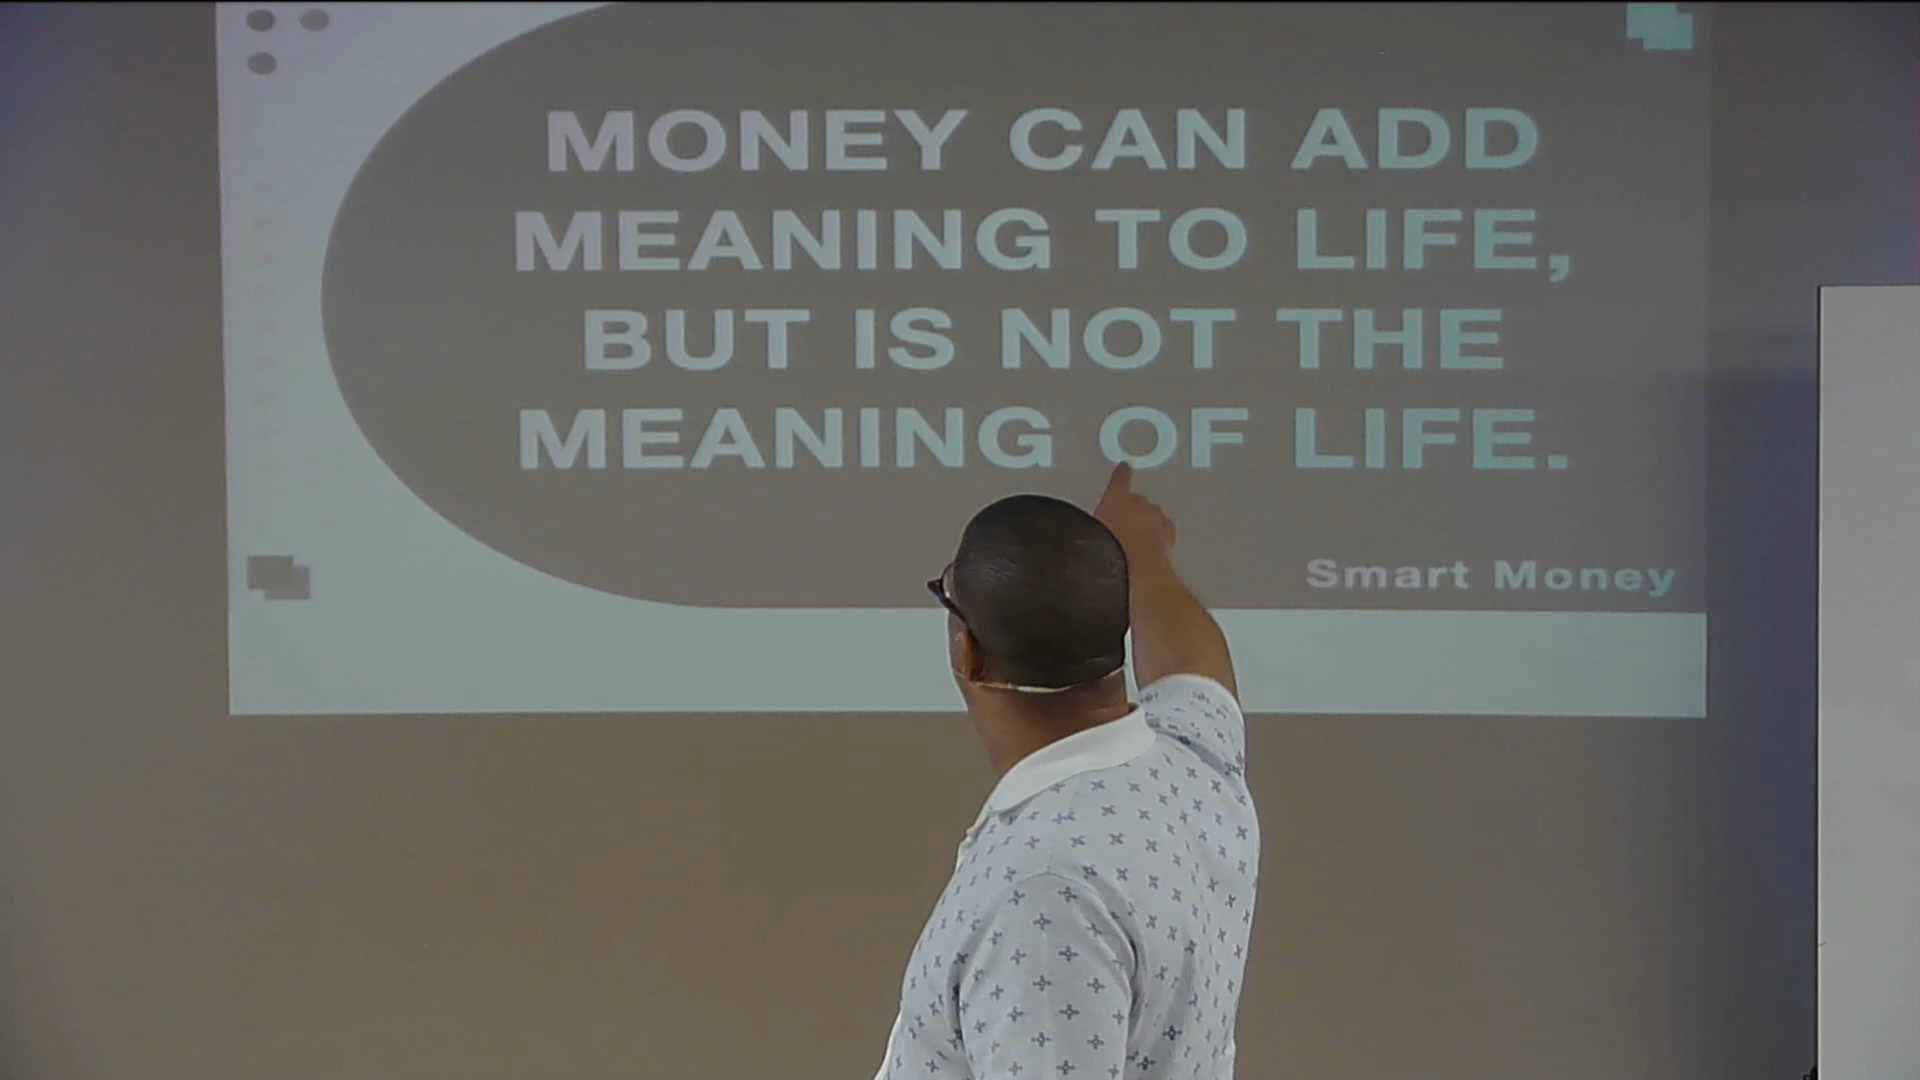 MONEY CAN ADD
MEANING TO LIFE,
BUT IS NOT THE
MEANING OF LIFE.
Smart Money